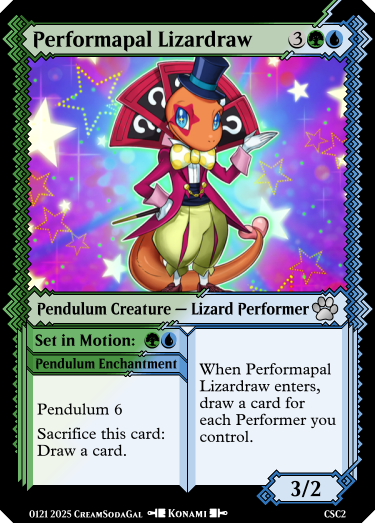 Performapal Lizardraw 3
Pendulum Creature — Lizard Performer
Set in Motion:
Pendulum Enchantment
Pendulum 6
Sacrifice this card:
Draw a card.
When Performapal
Lizardraw enters,
draw a card for
each Performer you
control.
3/2
0121 2025 CreamSodaGal KONAMI CSC2